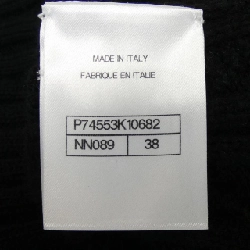 MADE IN ITALY
FABRIQUE EN ITALIE
P74553K10682
NN089 38